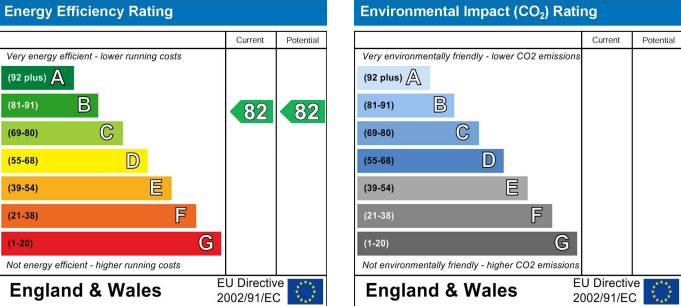 Energy Efficiency Rating
Current Potential
Very energy efficient - lower running costs
(92 plus) A
(81-91) B
82 82
(69-80) C
(55-68) D
(39-54) E
(21-38) F
(1-20) G
Not energy efficient - higher running costs
England & Wales
EU Directive
2002/91/EC
Environmental Impact (CO2) Rating
Current Potential
Very environmentally friendly - lower CO2 emissions
(92 plus) A
(81-91) B
(69-80) C
(55-68) D
(39-54) E
(21-38) F
(1-20) G
Not environmentally friendly - higher CO2 emissions
England & Wales
EU Directive
2002/91/EC